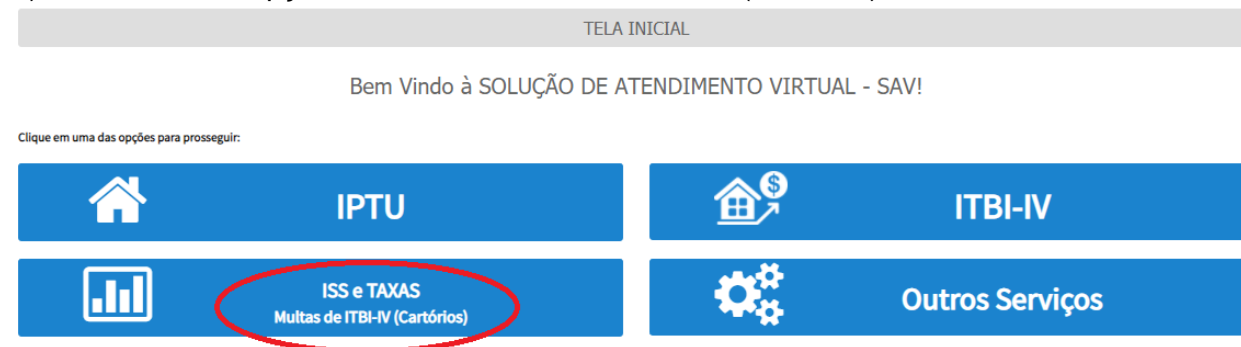 TELA INICIAL
Bem Vindo à SOLUÇÃO DE ATENDIMENTO VIRTUAL - SAV!
Clique em uma das opções para prosseguir:
IPTU
ITBI-IV
ISS e TAXAS
Multas de ITBI-IV (Cartórios)
Outros Serviços